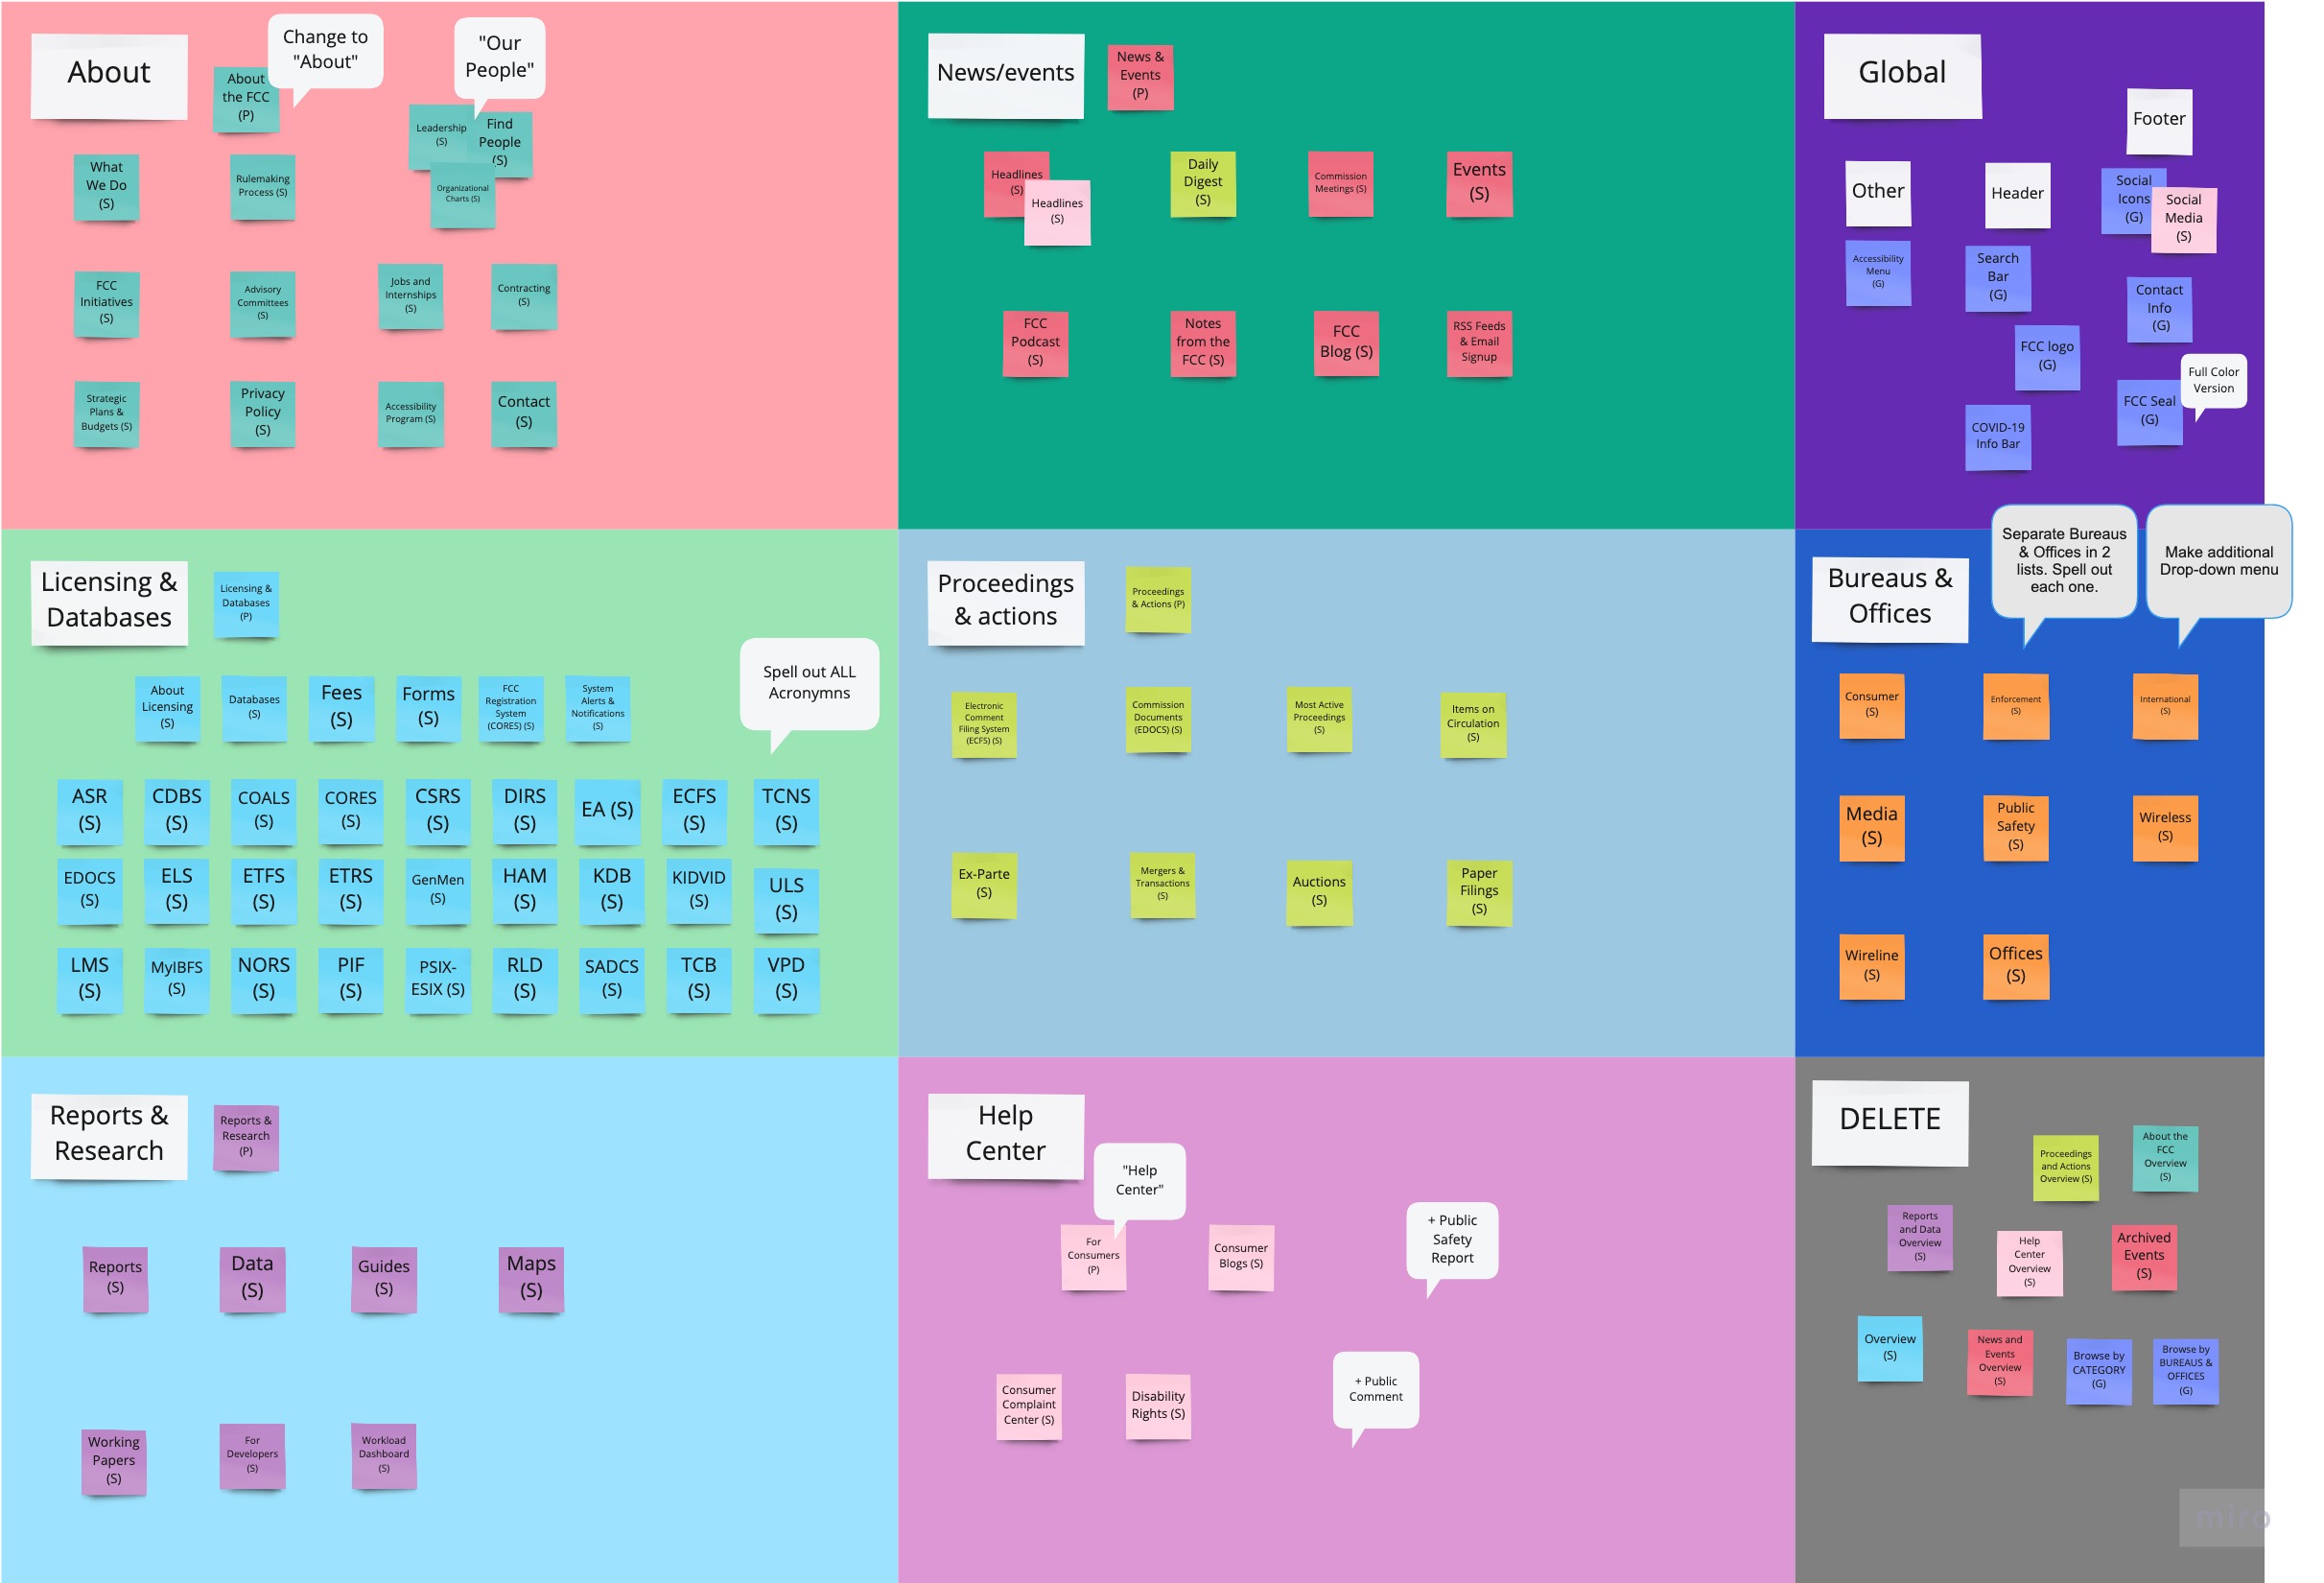 About
Change to
"About"
"Our
People"
About
the FCC
(P)
Leadership
(S)
Find
People
(S)
Organizational
Charts (S)
What
We Do
(S)
Rulemaking
Process (S)
FCC
Initiatives
(S)
Advisory
Committees
(S)
Jobs and
Internships
(S)
Contracting
(S)
Strategic
Plans &
Budgets (S)
Privacy
Policy
(S)
Accessibility
Program (S)
Contact
(S)
News/events
News &
Events
(P)
Headlines
(S)
Headlines
(S)
Daily
Digest
(S)
Commission
Meetings (S)
Events
(S)
FCC
Podcast
(S)
Notes
from the
FCC (S)
FCC
Blog (S)
RSS Feeds
& Email
Signup
Global
Footer
Other
Header
Social
Icons
(G)
Social
Media
(S)
Accessibility
Menu
(G)
Search
Bar
(G)
Contact
Info
(G)
FCC logo
(G)
Full Color
Version
FCC Seal
(G)
COVID-19
Info Bar
Licensing &
Databases
Licensing &
Databases
(P)
Spell out ALL
Acronymns
About
Licensing
(S)
Databases
(S)
Fees
(S)
Forms
(S)
FCC
Registration
System
(CORES) (S)
System
Alerts &
Notifications
(S)
ASR
(S)
CDBS
(S)
COALS
(S)
CORES
(S)
CSRS
(S)
DIRS
(S)
EA (S)
ECFS
(S)
TCNS
(S)
EDOCS
(S)
ELS
(S)
ETFS
(S)
ETRS
(S)
GenMen
(S)
HAM
(S)
KDB
(S)
KIDVID
(S)
ULS
(S)
LMS
(S)
MyIBFS
(S)
NORS
(S)
PIF
(S)
PSIX-
ESIX (S)
RLD
(S)
SADCS
(S)
TCB
(S)
VPD
(S)
Proceedings
& actions
Proceedings
& Actions (P)
Electronic
Comment
Filing System
(ECFS) (S)
Commission
Documents
(EDOCS) (S)
Most Active
Proceedings
(S)
Items on
Circulation
(S)
Ex-Parte
(S)
Mergers &
Transactions
(S)
Auctions
(S)
Paper
Filings
(S)
Bureaus &
Offices
Separate Bureaus
& Offices in 2
lists. Spell out
each one.
Make additional
Drop-down menu
Consumer
(S)
Enforcement
(S)
International
(S)
Media
(S)
Public
Safety
(S)
Wireless
(S)
Wireline
(S)
Offices
(S)
Reports &
Research
Reports &
Research
(P)
Reports
(S)
Data
(S)
Guides
(S)
Maps
(S)
Working
Papers
(S)
For
Developers
(S)
Workload
Dashboard
(S)
Help
Center
"Help
Center"
For
Consumers
(P)
Consumer
Blogs (S)
+ Public
Safety
Report
Consumer
Complaint
Center (S)
Disability
Rights (S)
+ Public
Comment
DELETE
Proceedings
and Actions
Overview (S)
About the
FCC
Overview
(S)
Reports
and Data
Overview
(S)
Help
Center
Overview
(S)
Archived
Events
(S)
Overview
(S)
News and
Events
Overview
(S)
Browse by
CATEGORY
(G)
Browse by
BUREAUS &
OFFICES
(G)
miro